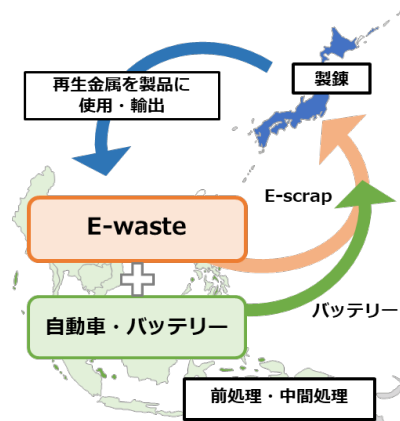 再生金属を製品に
使用・輸出
製錬
E-scrap
E-waste
バッテリー
自動車・バッテリー
前処理・中間処理